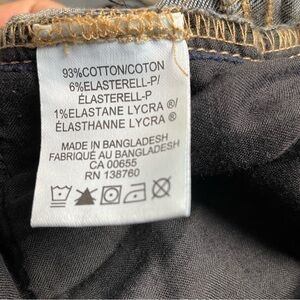 93%COTTON/COTON
6%ELASTERELL-P/
ÉLASTERELL-P
1%ELASTANE LYCRA ®/
ÉLASTHANNE LYCRA ®
MADE IN BANGLADESH
FABRIQUÉ AU BANGLADESH
CA 00655
RN 138760